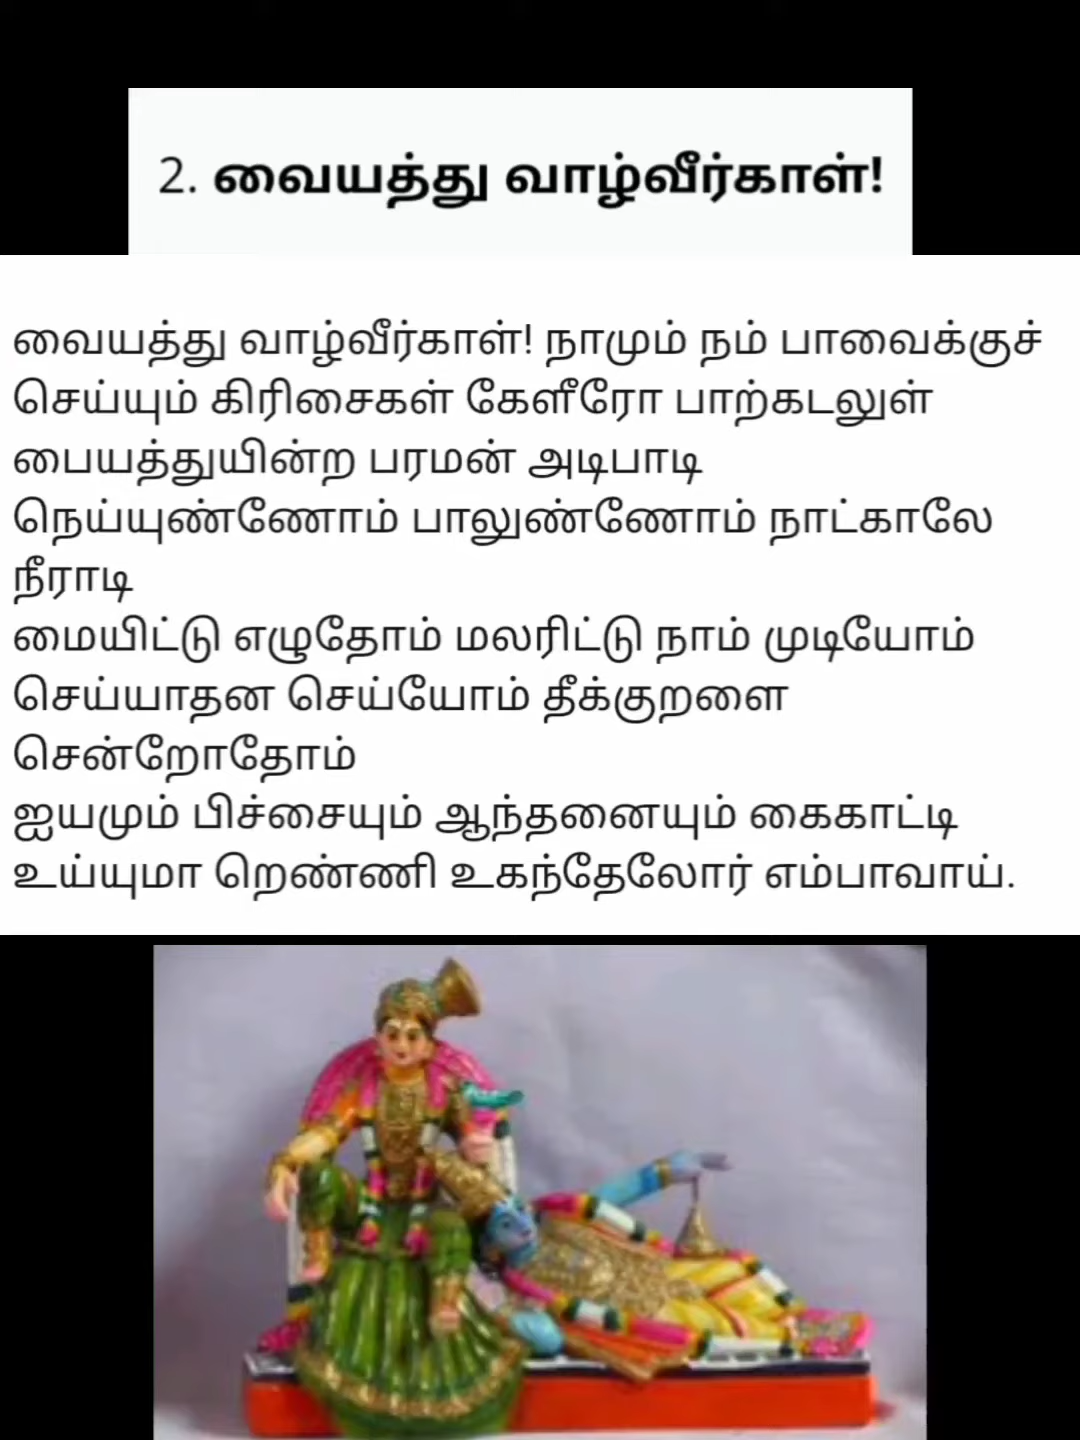 2. வையத்து வாழ்வீர்காள்!
வையத்து வாழ்வீர்காள்! நாமும் நம் பாவைக்குச்
செய்யும் கிரிசைகள் கேளீரோ பாற்கடலுள்
பையத்துயின்ற பரமன் அடிபாடி
நெய்யுண்ணோம் பாலுண்ணோம் நாட்காலே
நீராடி
மையிட்டு எழுதோம் மலரிட்டு நாம் முடியோம்
செய்யாதன செய்யோம் தீக்குறளை
சென்றோதோம்
ஐயமும் பிச்சையும் ஆந்தனையும் கைகாட்டி
உய்யுமா றெண்ணி உகந்தேலோர் எம்பாவாய்.